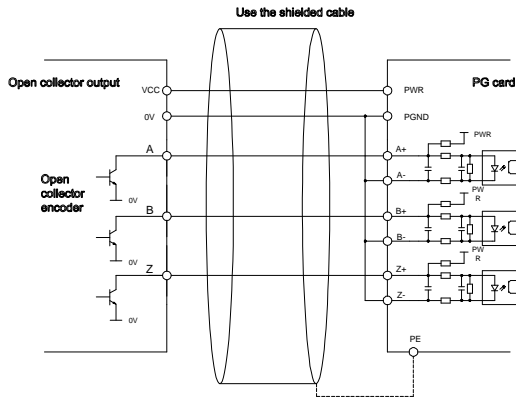 Use the shielded cable
Open collector output
PG card
VCC
PWR
0V
PGND
PWR
A
A+
Open
collector
encoder
A-
0V
PW
R
B
B+
B-
0V
PW
R
Z
Z+
Z-
0V
PE